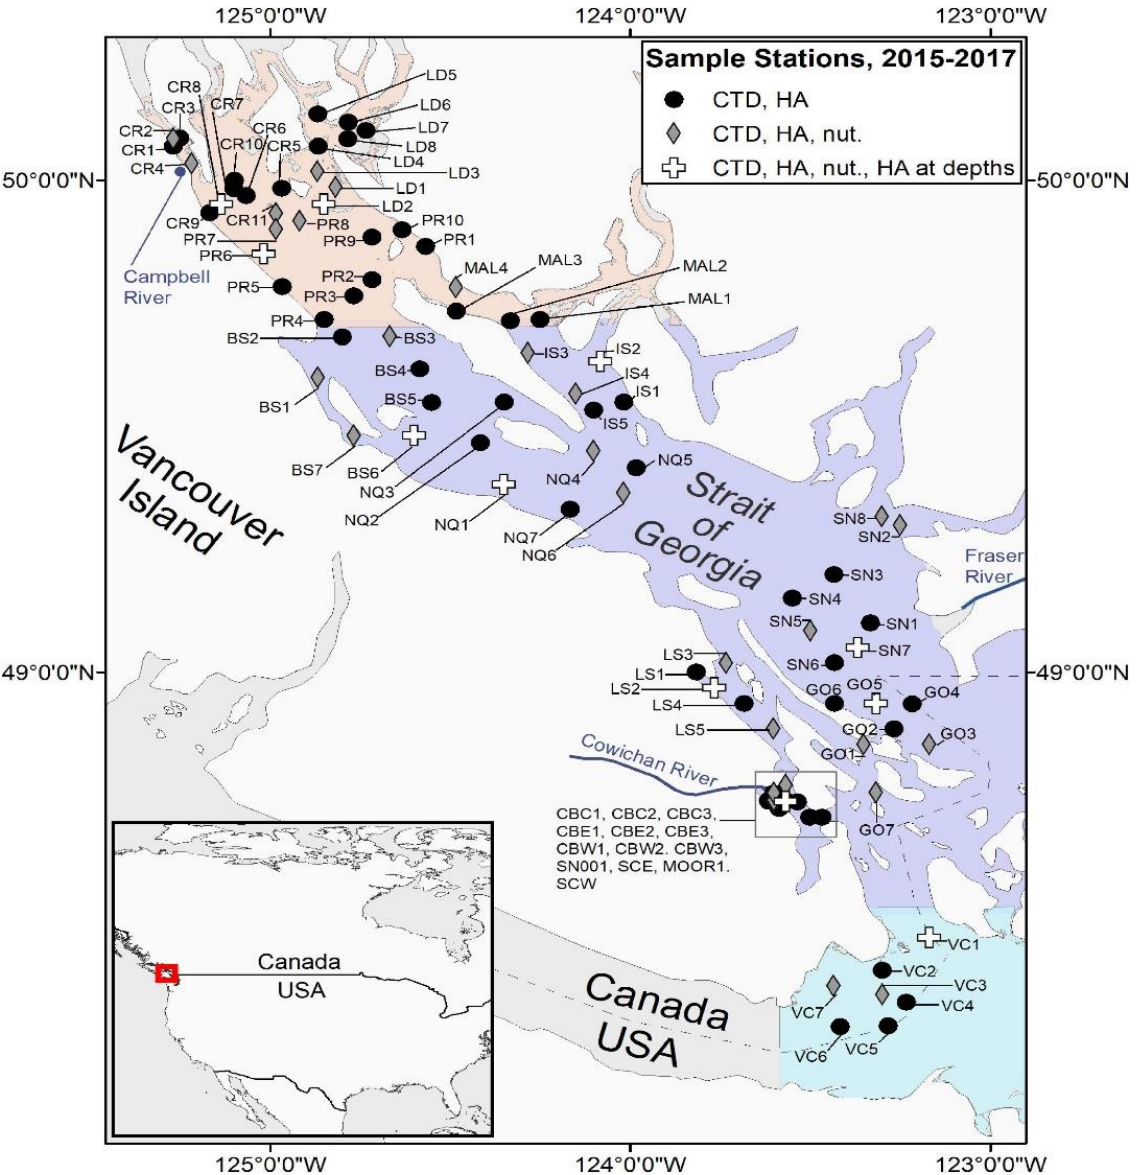 125°0'0"W
124°0'0"W
123°0'0"W
Sample Stations, 2015-2017
CTD, HA
CTD, HA, nut.
CTD, HA, nut., HA at depths
50°0'0"N
50°0'0"N
49°0'0"N
49°0'0"N
LD5
LD6
LD7
LD8
LD4
LD3
LD1
LD2
CR8
CR7
CR3
CR6
CR2
CR10
CR5
CR1
CR4
CR9
CR11
PR8
PR10
PR7
PR9
PR1
PR6
PR2
PR5
PR3
PR4
Campbell
River
MAL4
MAL3
MAL2
MAL1
BS2
BS3
IS3
IS2
BS4
IS4
BS1
BS5
IS1
IS5
BS7
BS6
NQ3
NQ4
NQ5
NQ2
NQ1
NQ7
NQ6
Vancouver
Island
Strait
of
Georgia
SN8
SN2
Fraser
River
SN3
SN4
SN5
SN1
SN7
SN6
LS3
LS1
LS2
LS4
LS5
GO6
GO5
GO4
GO2
GO3
GO1
GO7
Cowichan River
CBC1, CBC2, CBC3,
CBE1, CBE2, CBE3,
CBW1, CBW2. CBW3,
SN001, SCE, MOOR1.
SCW
VC1
VC2
VC3
VC7
VC4
VC6
VC5
Canada
USA
Canada
USA
125°0'0"W
124°0'0"W
123°0'0"W